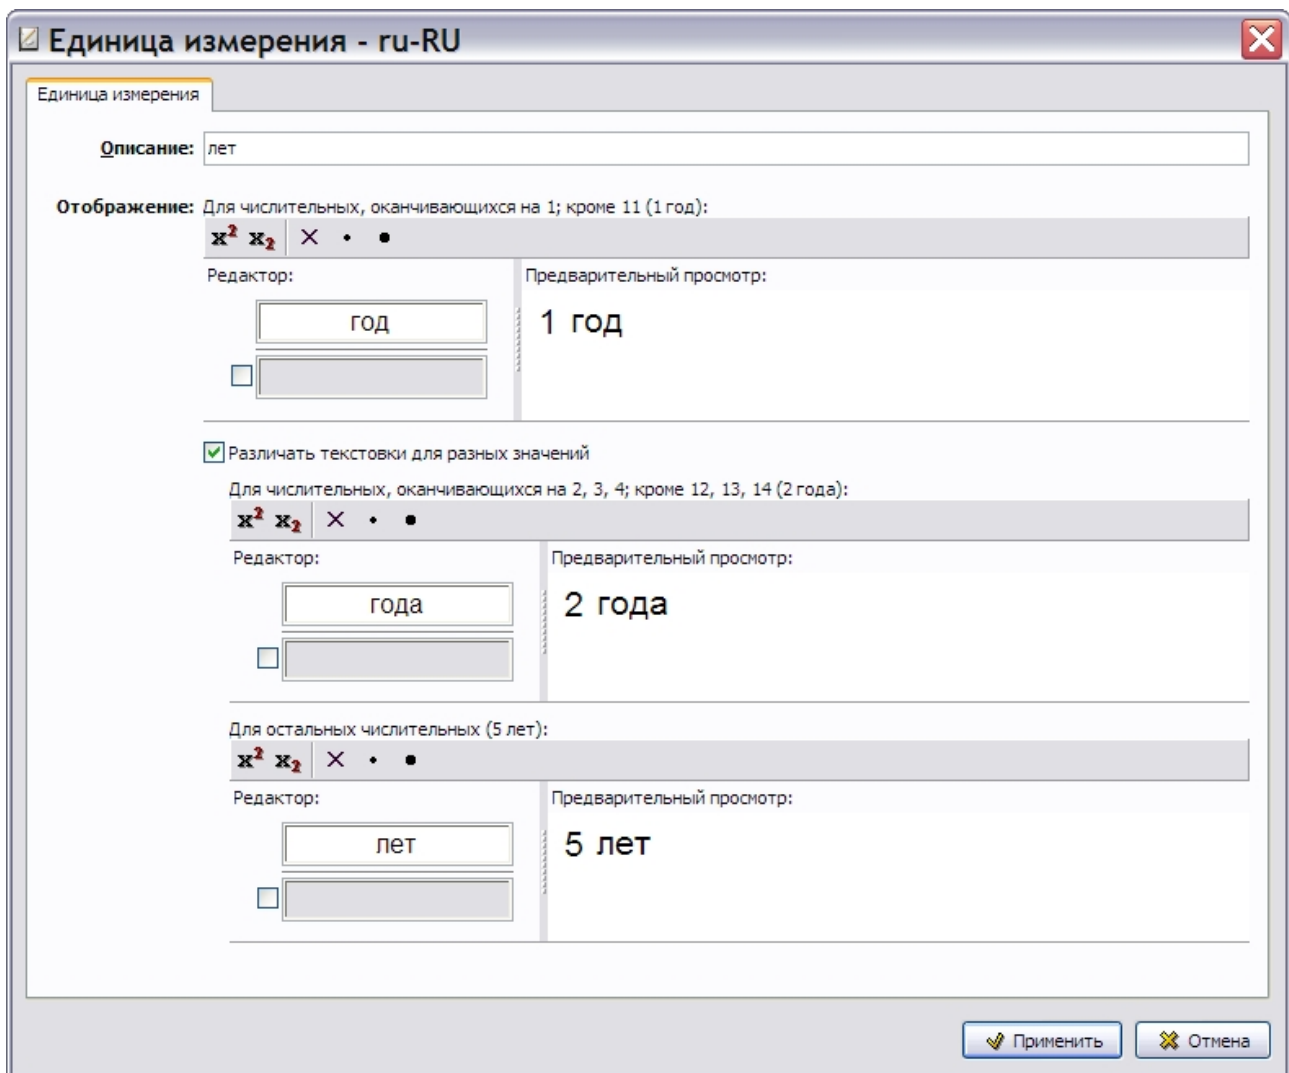 Единица измерения - ru-RU
Единица измерения
Описание: лет
Отображение: Для числительных, оканчивающихся на 1; кроме 11 (1 год):
x² x₂ × • ●
Редактор: Предварительный просмотр:
год 1 год
Различать текстовки для разных значений
Для числительных, оканчивающихся на 2, 3, 4; кроме 12, 13, 14 (2 года):
x² x₂ × • ●
Редактор: Предварительный просмотр:
года 2 года
Для остальных числительных (5 лет):
x² x₂ × • ●
Редактор: Предварительный просмотр:
лет 5 лет
Применить Отмена